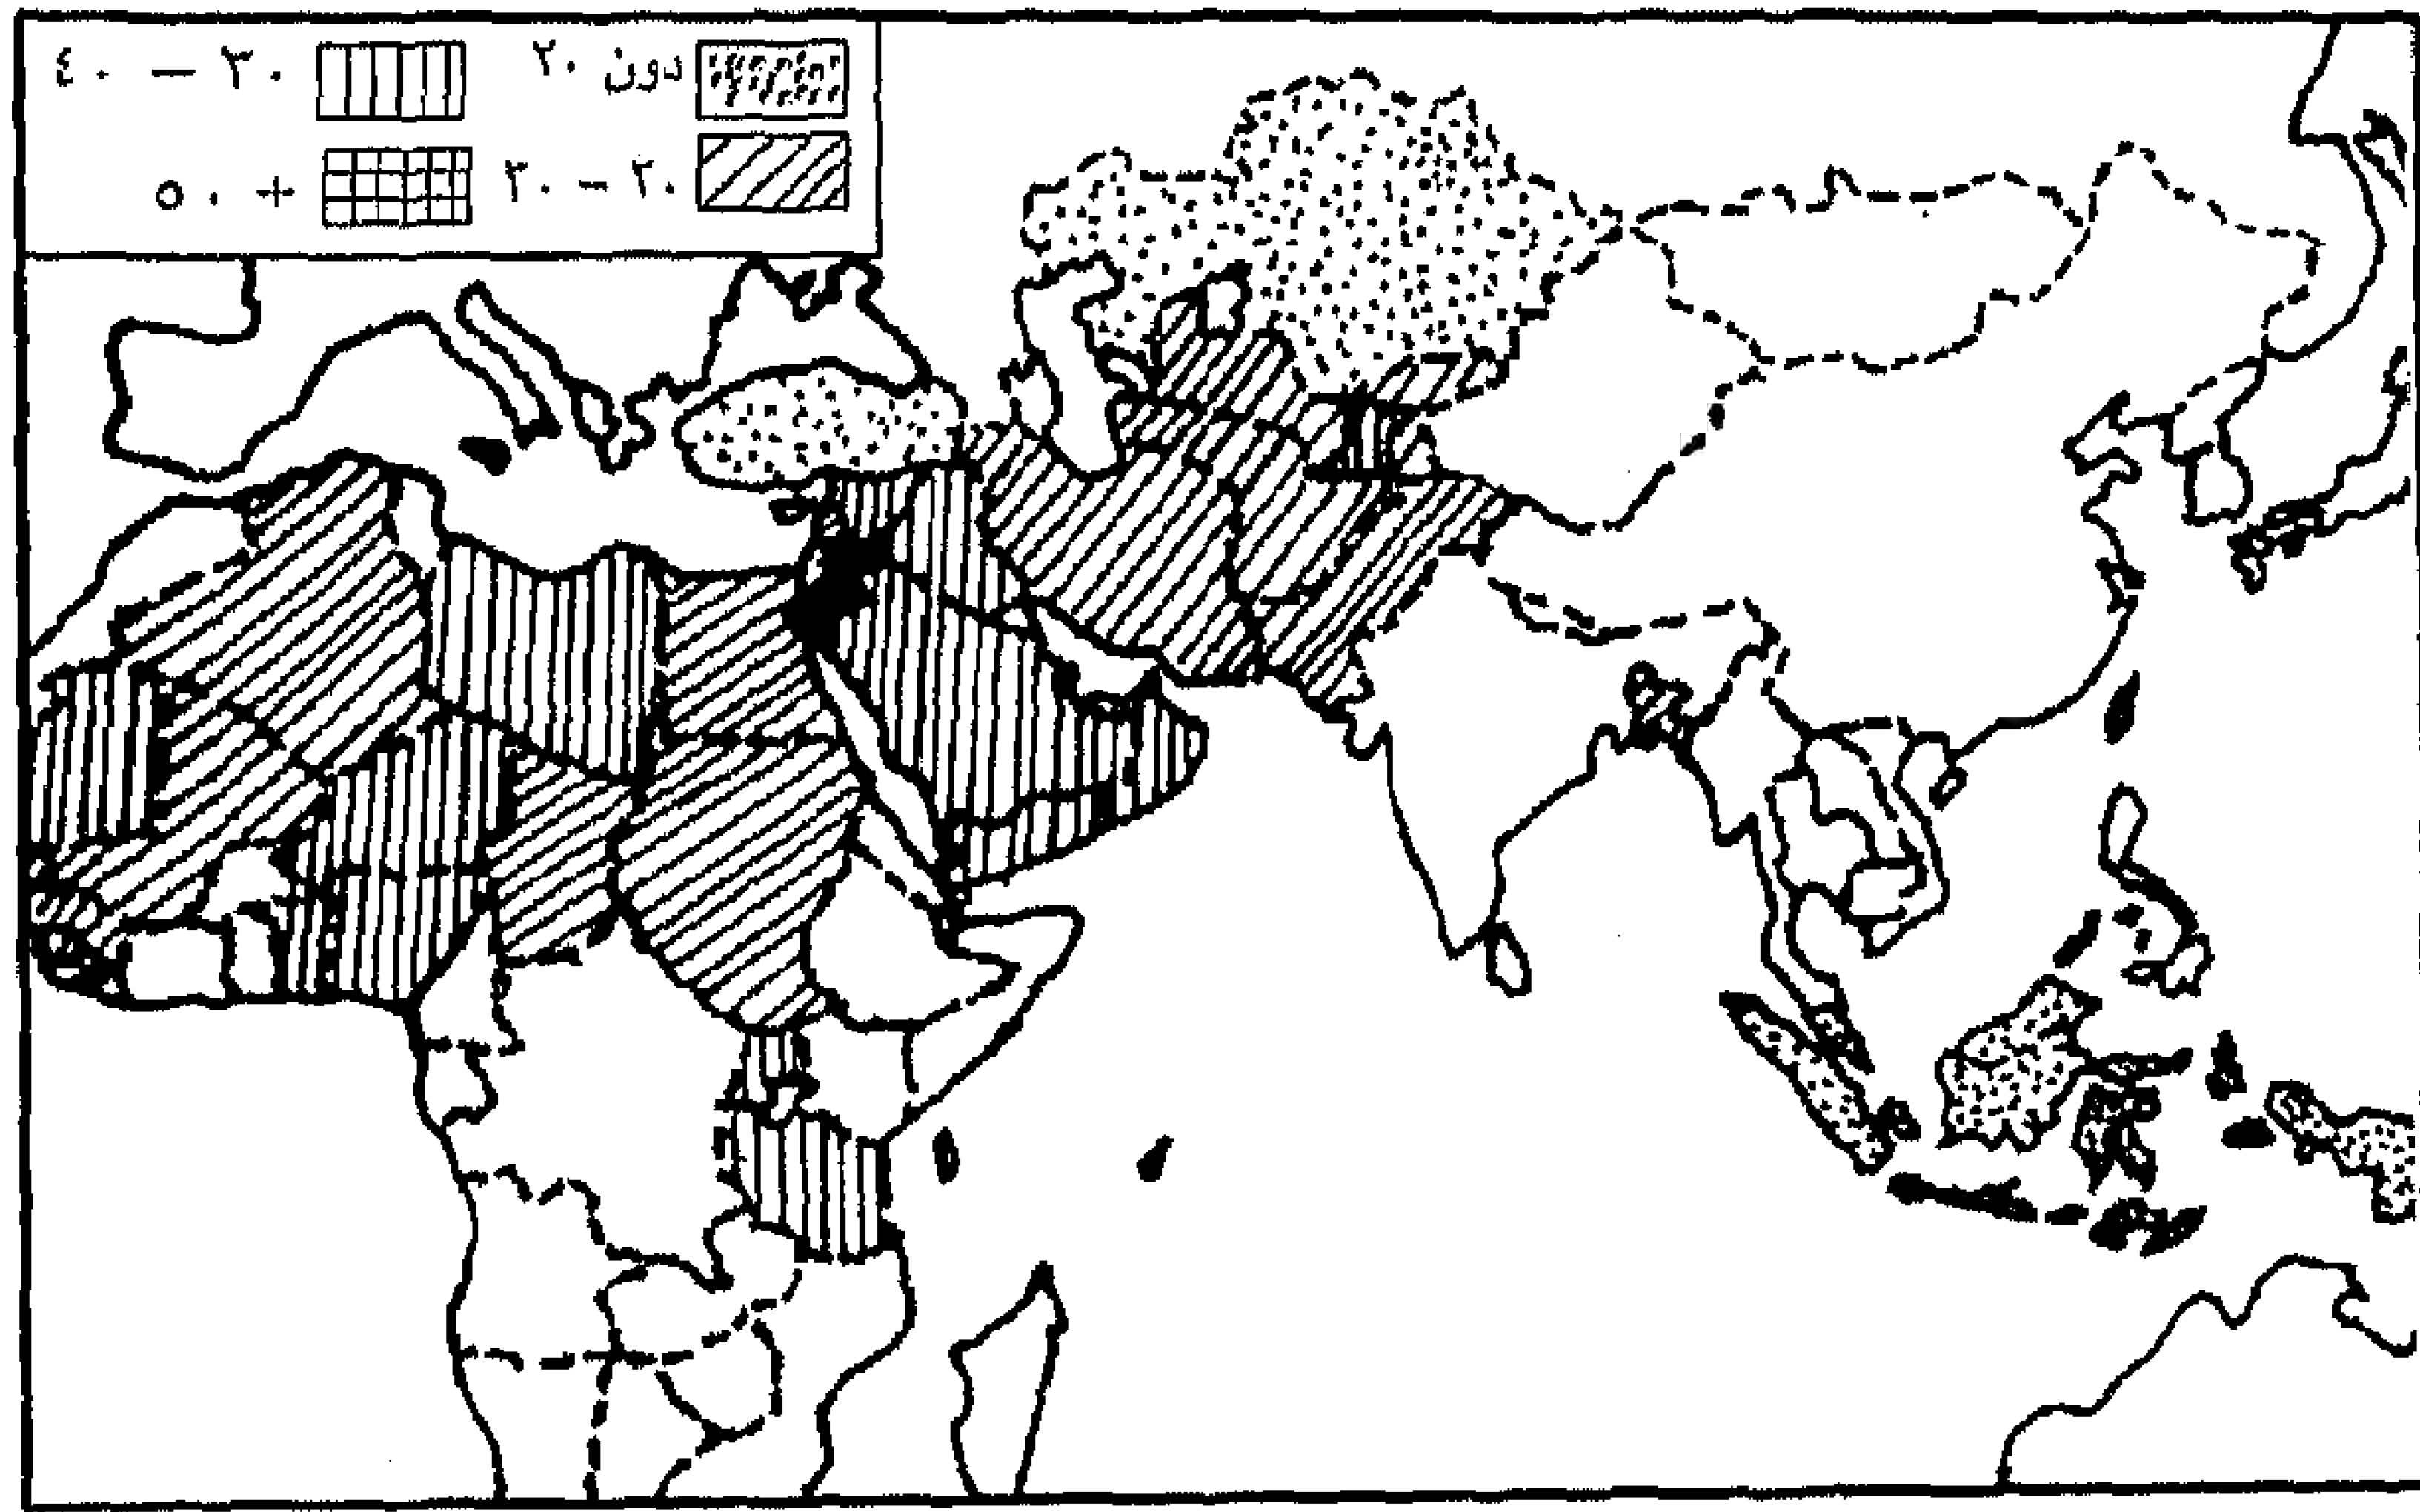 دون ٢٠
٣٠ — ٤٠
٢٠ — ٣٠
+ ٥٠